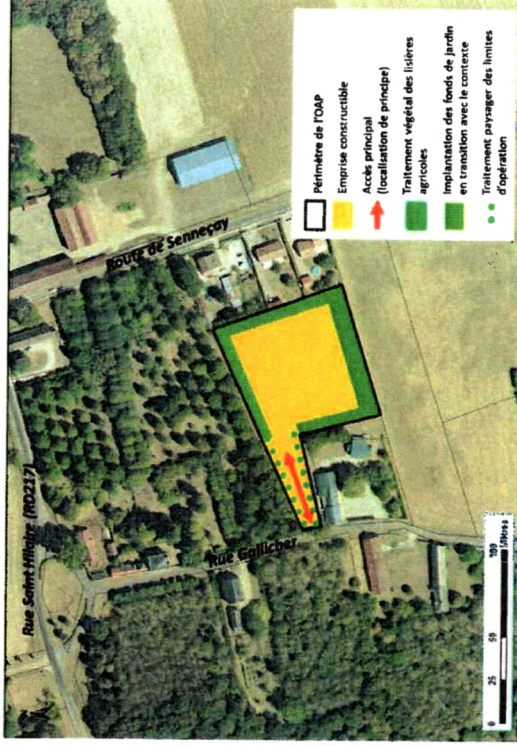 Rue Saint Hilaire (RD217)
Route de Senneçay
Rue Gallicher
Périmètre de l'OAP
Emprise constructible
Accès principal
(localisation de principe)
Traitement végétal des lisières
agricoles
Implantation des fonds de jardin
en transition avec le contexte
Traitement paysager des limites
d'opération
0 25 50 100
Mètres